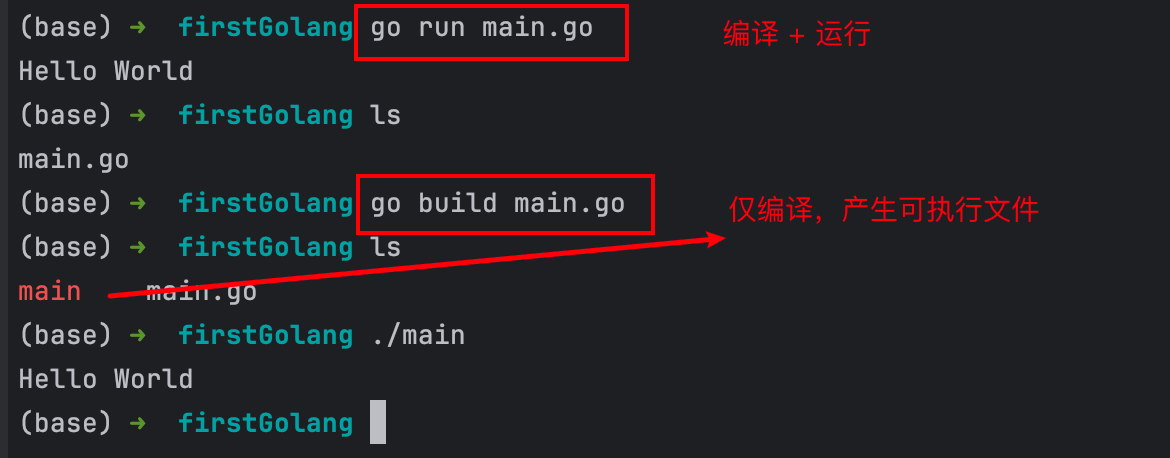 (base) ➜ firstGolang go run main.go 编译 + 运行
Hello World
(base) ➜ firstGolang ls
main.go
(base) ➜ firstGolang go build main.go 仅编译，产生可执行文件
(base) ➜ firstGolang ls
main main.go
(base) ➜ firstGolang ./main
Hello World
(base) ➜ firstGolang